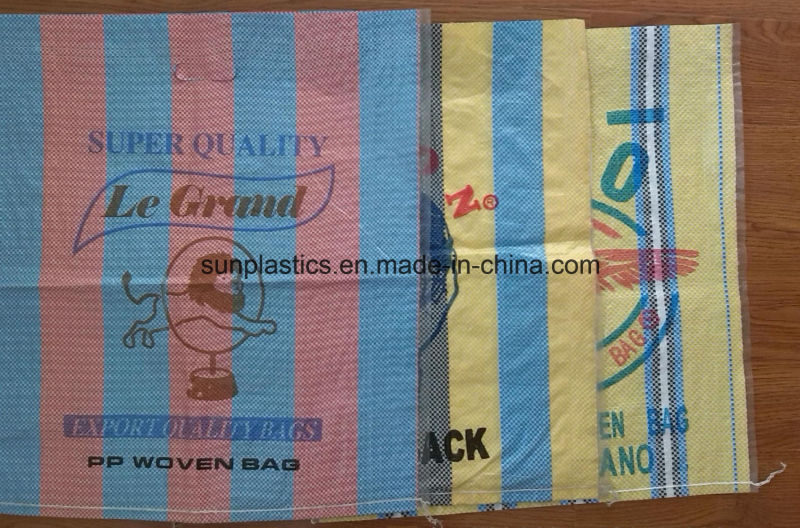 SUPER QUALITY
Le Grand
EXPORT QUALITY BAGS
PP WOVEN BAG
sunplastics.en.made-in-china.com
Z®
ACK
101
BAG
EN BAG
ANO